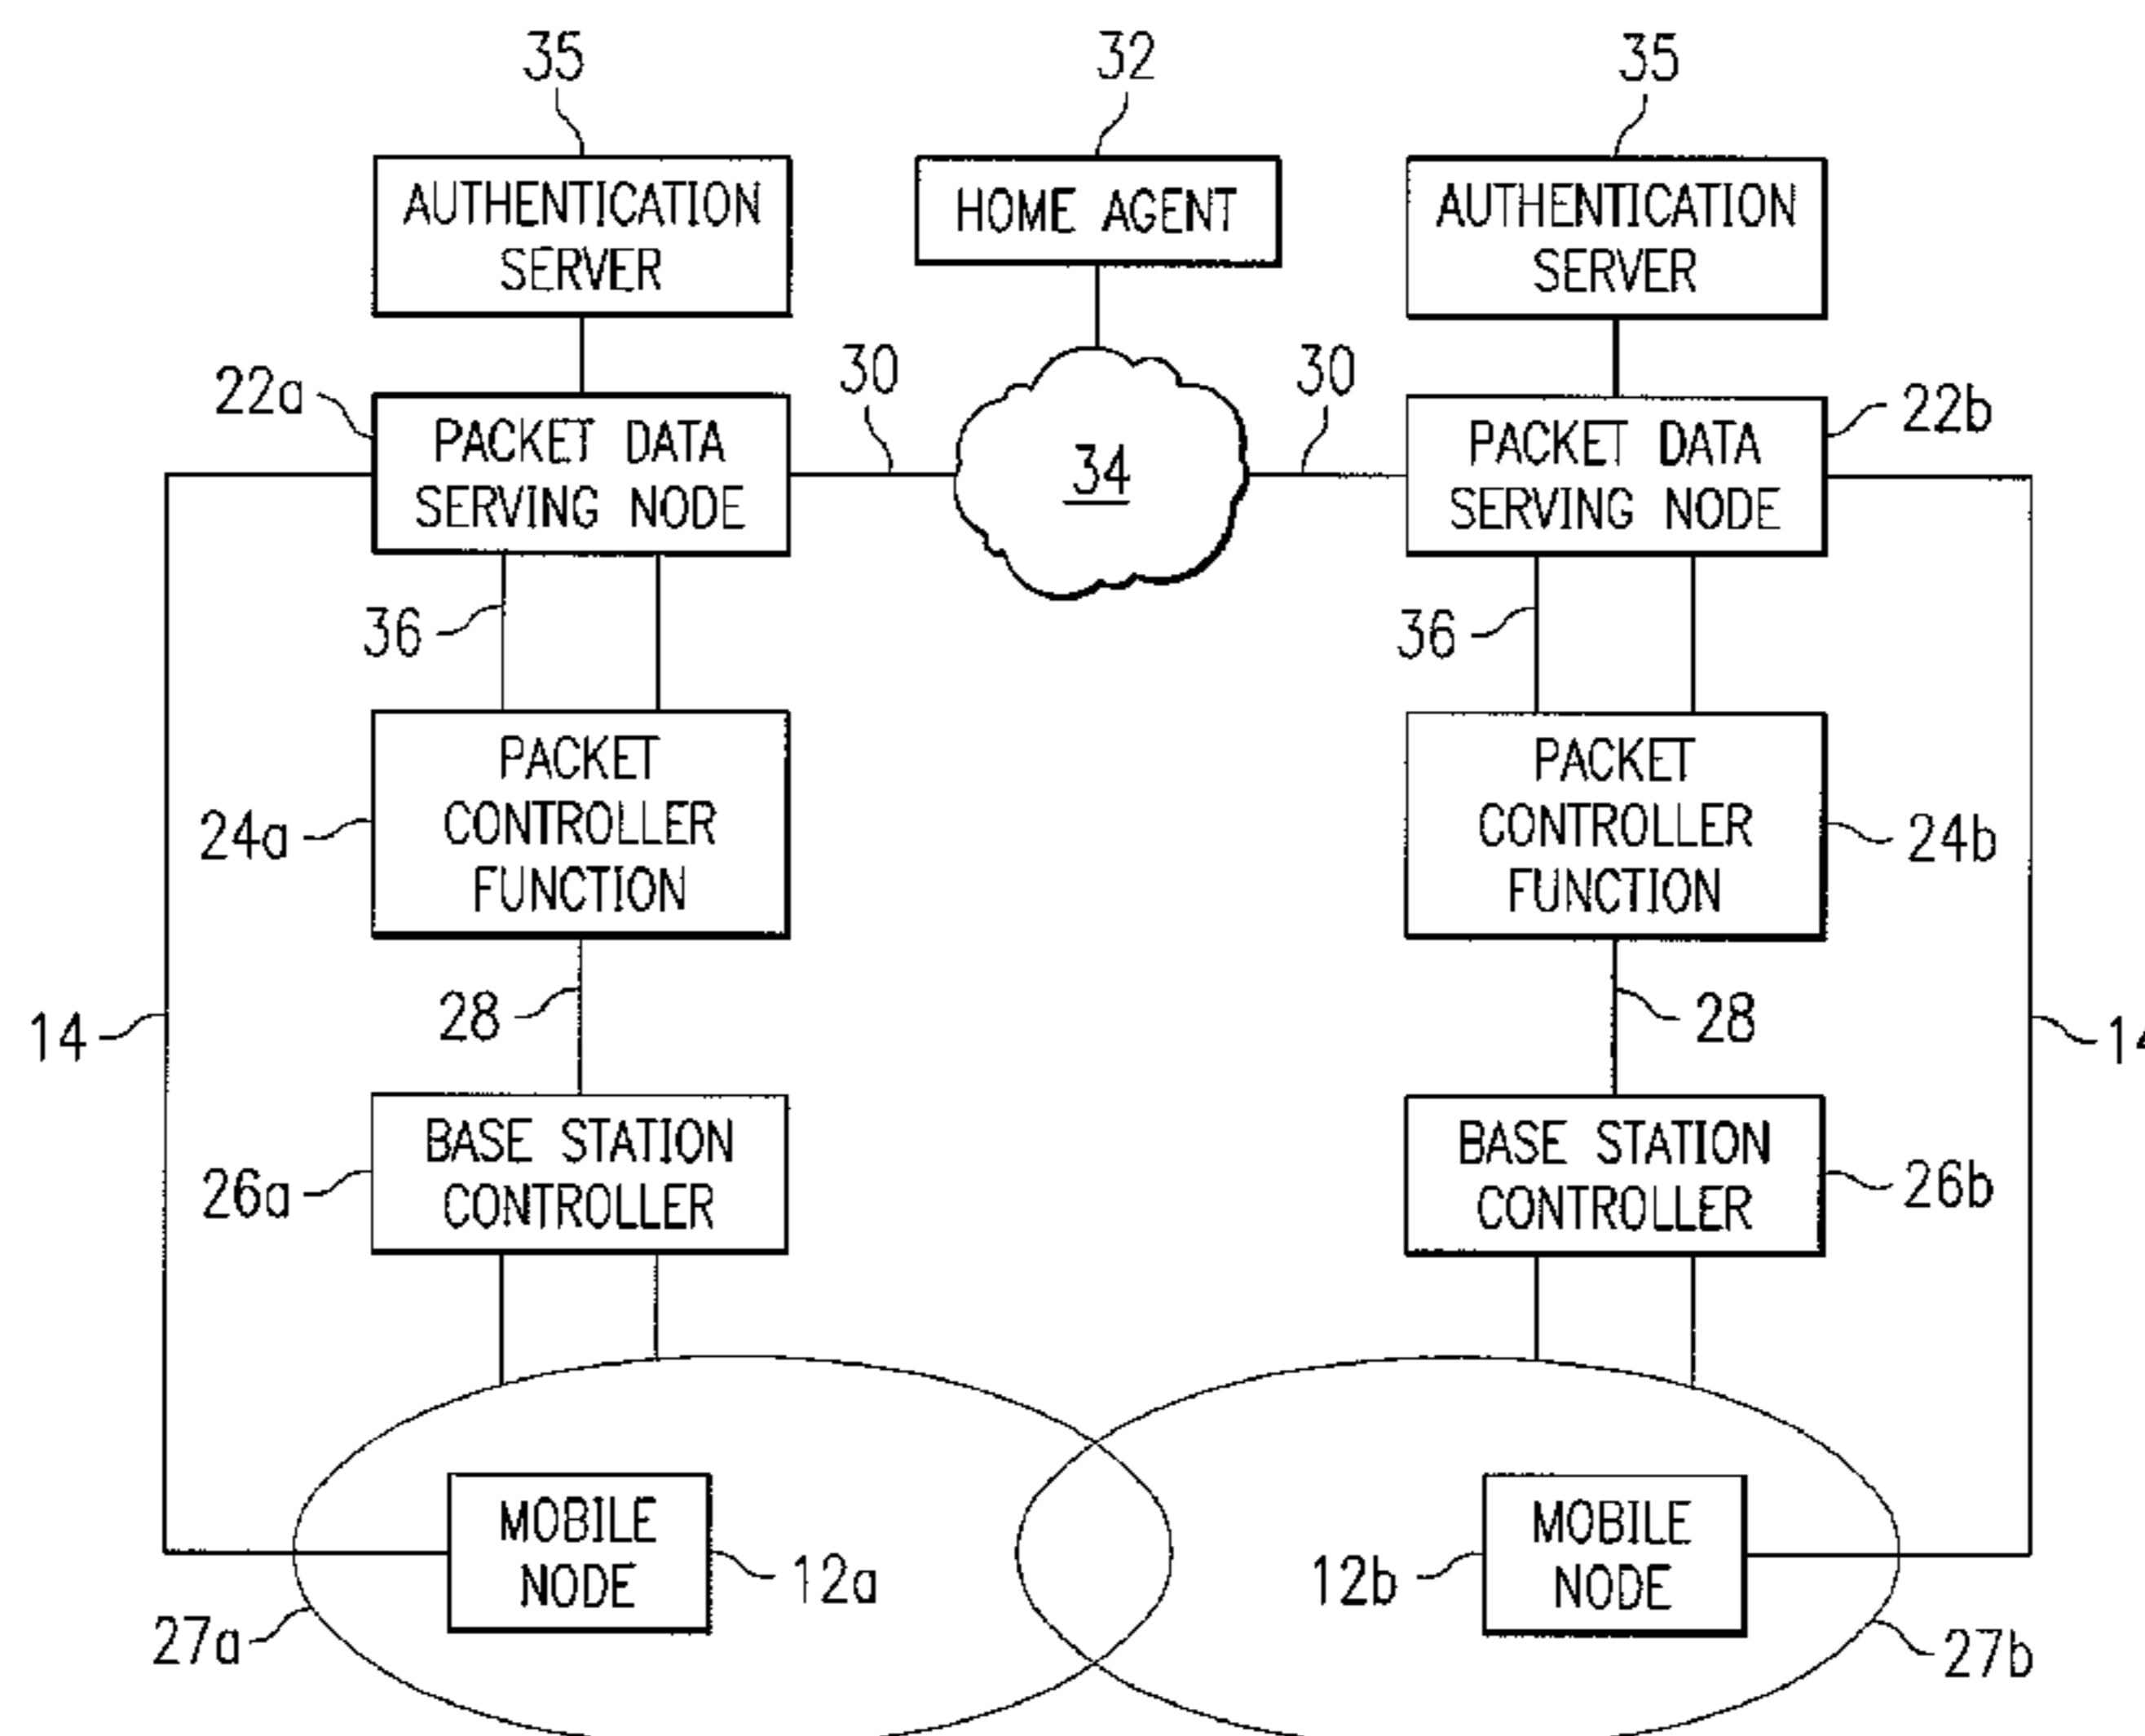 35
32
35
AUTHENTICATION
SERVER
HOME AGENT
AUTHENTICATION
SERVER
22a
30
30
22b
PACKET DATA
SERVING NODE
34
PACKET DATA
SERVING NODE
36
36
PACKET
CONTROLLER
FUNCTION
PACKET
CONTROLLER
FUNCTION
24a
24b
28
28
14
14
BASE STATION
CONTROLLER
BASE STATION
CONTROLLER
26a
26b
MOBILE
NODE
MOBILE
NODE
12a
12b
27a
27b